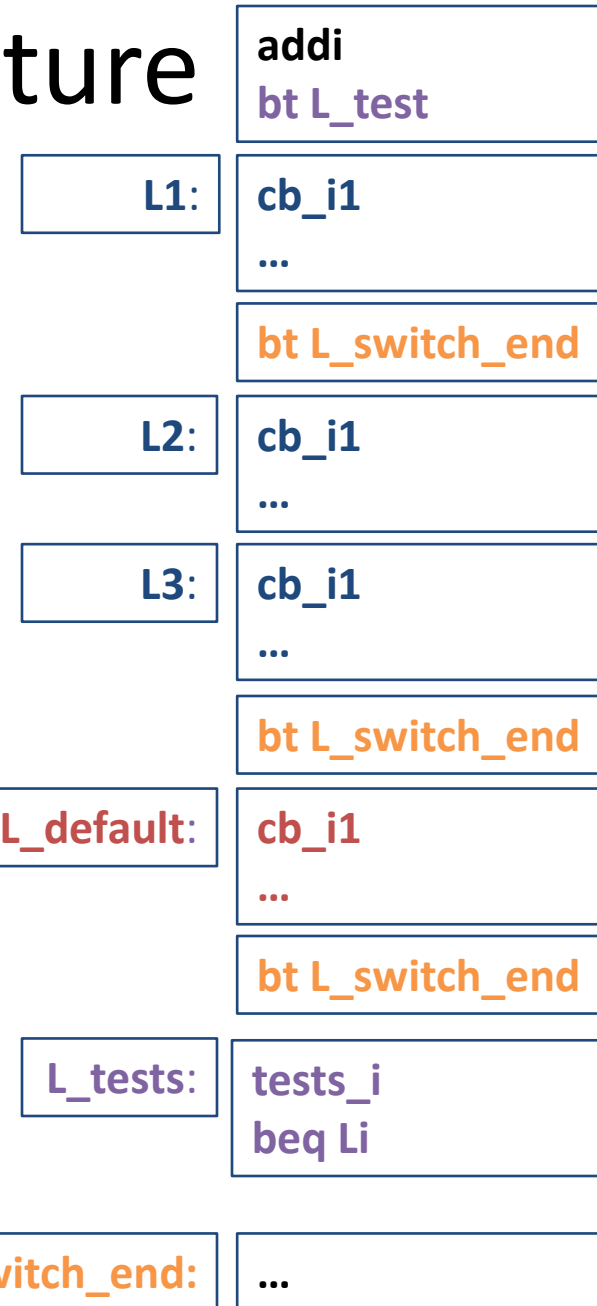 ture
addi
bt L_test
L1: cb_i1
…
bt L_switch_end
L2: cb_i1
…
L3: cb_i1
…
bt L_switch_end
L_default: cb_i1
…
bt L_switch_end
L_tests: tests_i
beq Li
witch_end: …